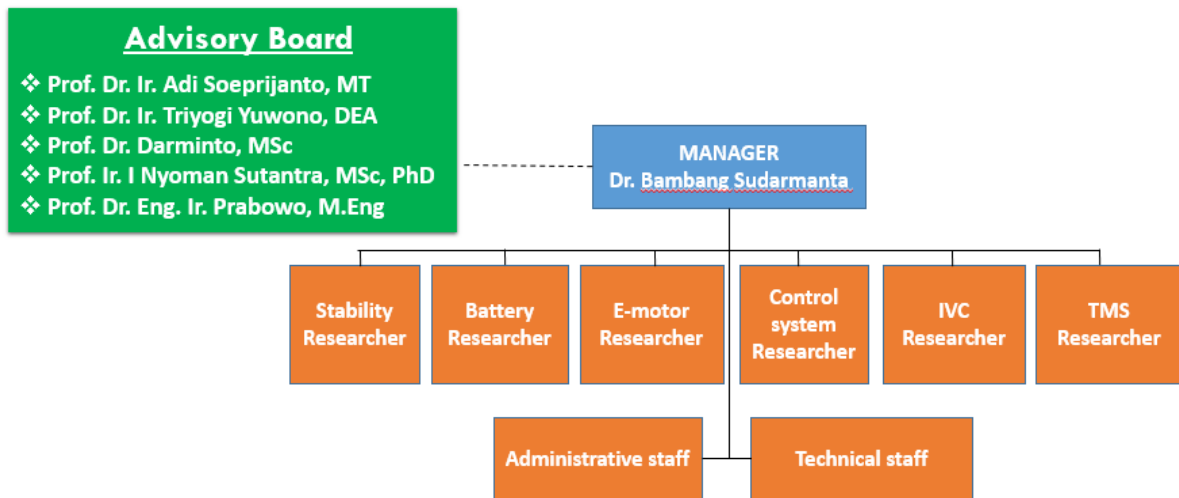 Advisory Board
❖ Prof. Dr. Ir. Adi Soeprijanto, MT
❖ Prof. Dr. Ir. Triyogi Yuwono, DEA
❖ Prof. Dr. Darminto, MSc
❖ Prof. Ir. I Nyoman Sutantra, MSc, PhD
❖ Prof. Dr. Eng. Ir. Prabowo, M.Eng
MANAGER
Dr. Bambang Sudarmanta
Stability
Researcher
Battery
Researcher
E-motor
Researcher
Control
system
Researcher
IVC
Researcher
TMS
Researcher
Administrative staff
Technical staff